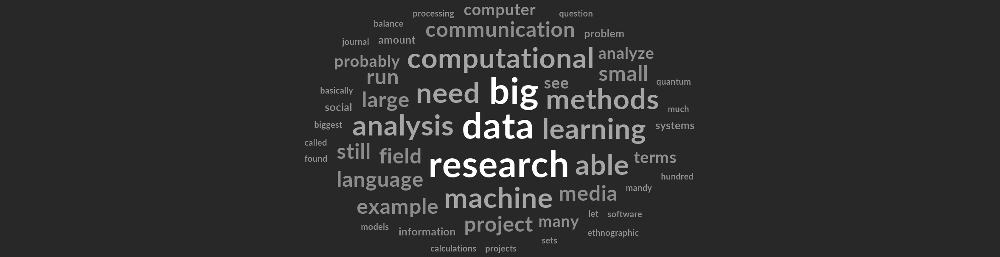 processing computer question
balance communication problem
journal amount
probably computational analyze
run small
basically need big see quantum
social large methods much
biggest analysis data learning systems
called still field terms
found research able
language hundred
machine media mandy
example let software
models information project many ethnographic
sets
calculations projects